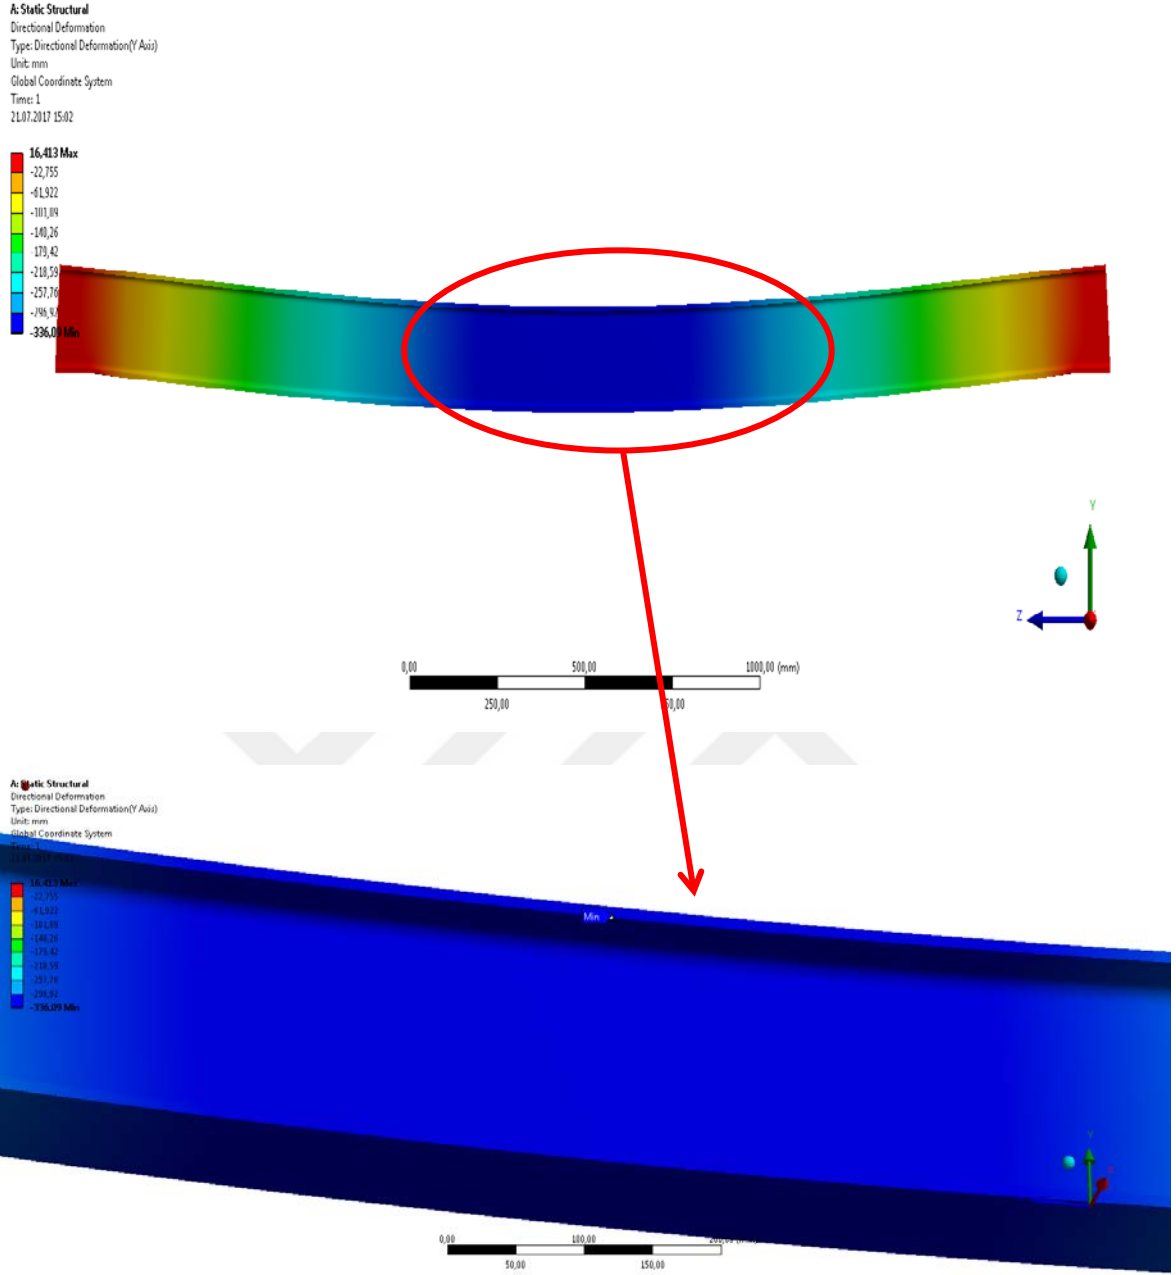 A: Static Structural
Directional Deformation
Type: Directional Deformation(Y Axis)
Unit: mm
Global Coordinate System
Time: 1
21.07.2017 15:02
16,413 Max
-22,755
-61,922
-101,09
-140,26
-179,42
-218,59
-257,76
-336,09 Min
Y
Z
0,00
500,00
1000,00 (mm)
250,00
A: Static Structural
Directional Deformation
Type: Directional Deformation(Y Axis)
Unit: mm
Global Coordinate System
16,413 Max
-22,755
-61,922
-101,09
-140,26
-179,42
-218,59
-257,76
-296,92
-336,09 Min
Min
Y
0,00
100,00
50,00
150,00